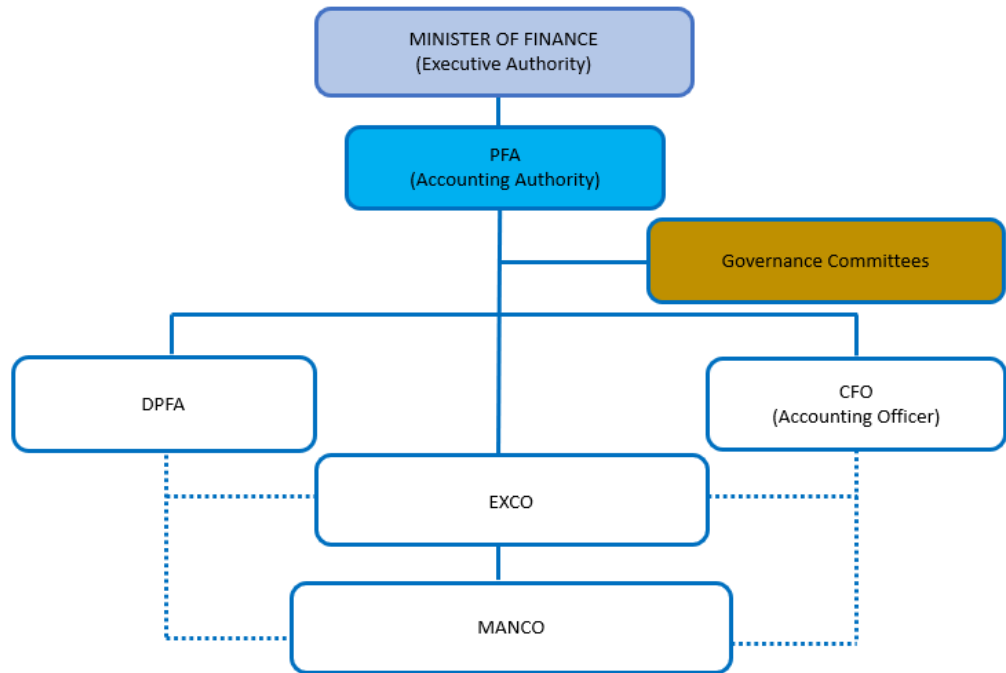 MINISTER OF FINANCE
(Executive Authority)
PFA
(Accounting Authority)
Governance Committees
DPFA
CFO
(Accounting Officer)
EXCO
MANCO